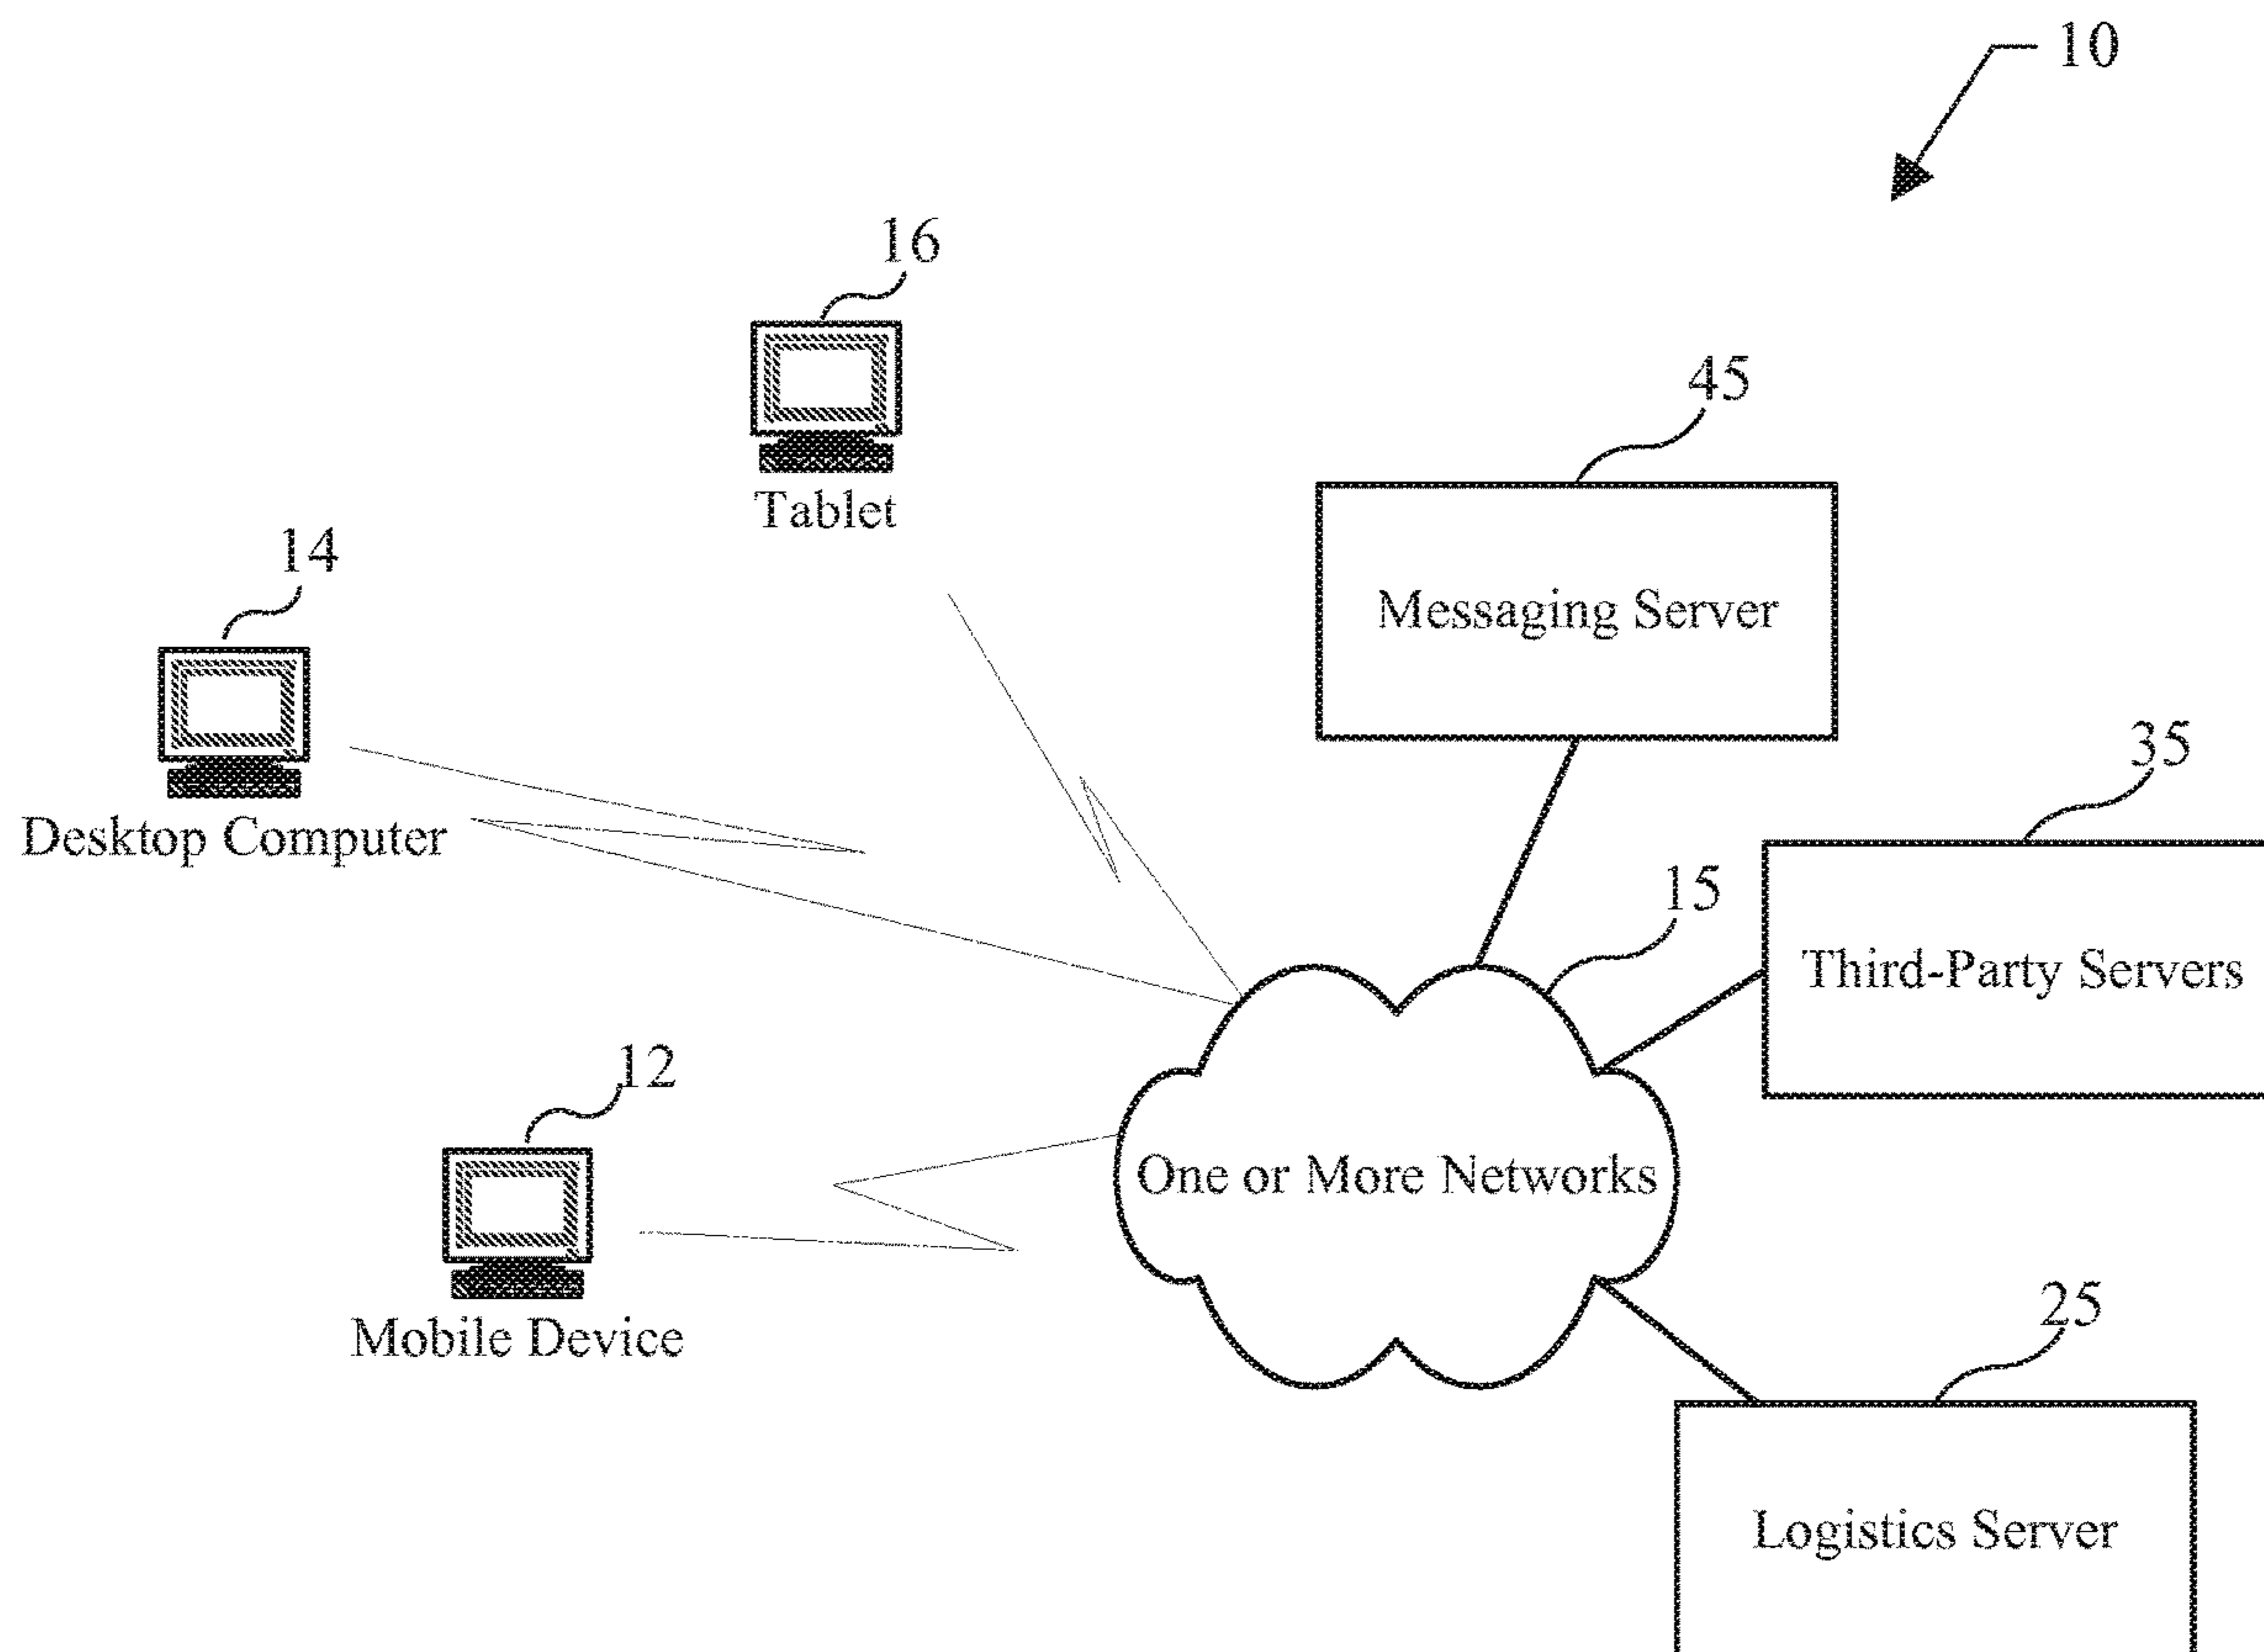 10
16
Tablet
45
Messaging Server
14
Desktop Computer
35
Third-Party Servers
15
One or More Networks
12
Mobile Device
25
Logistics Server